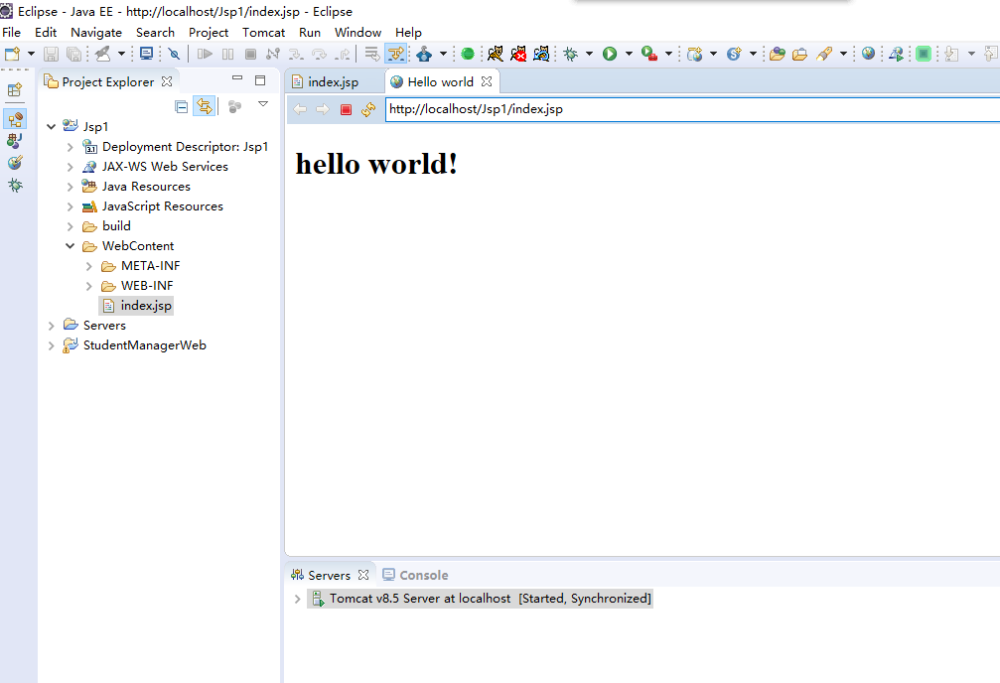 Eclipse - Java EE - http://localhost/Jsp1/index.jsp - Eclipse
File Edit Navigate Search Project Tomcat Run Window Help
Project Explorer
index.jsp
Hello world
http://localhost/Jsp1/index.jsp
Jsp1
Deployment Descriptor: Jsp1
JAX-WS Web Services
Java Resources
JavaScript Resources
build
WebContent
META-INF
WEB-INF
index.jsp
Servers
StudentManagerWeb
hello world!
Servers
Console
Tomcat v8.5 Server at localhost [Started, Synchronized]